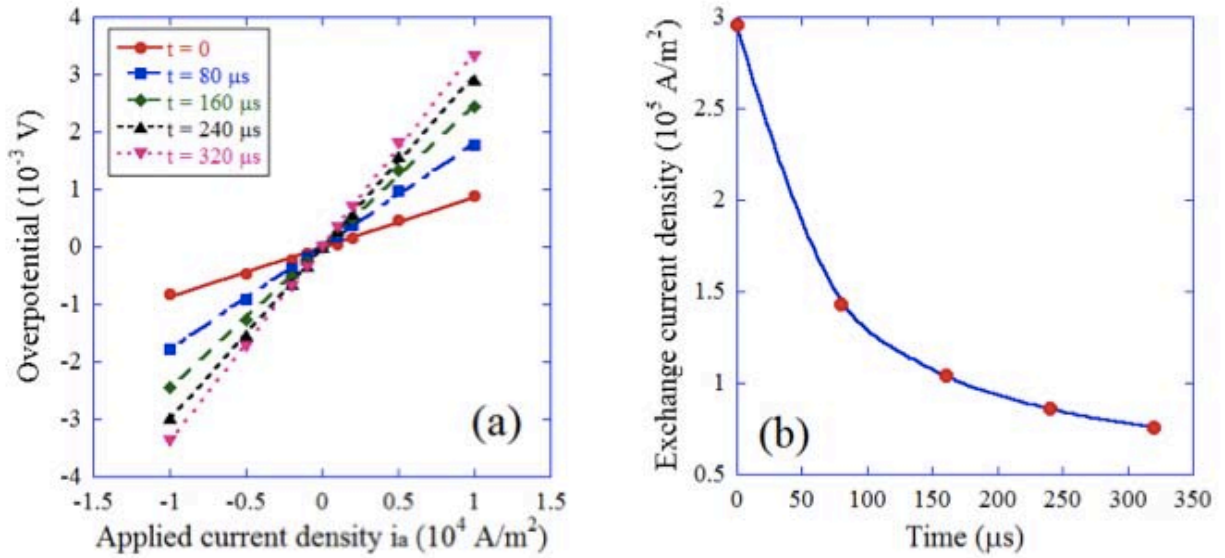 4
3
2
1
0
-1
-2
-3
-4
Overpotential (10⁻³ V)
t = 0
t = 80 μs
t = 160 μs
t = 240 μs
t = 320 μs
(a)
-1.5 -1 -0.5 0 0.5 1 1.5
Applied current density ia (10⁴ A/m²)
3
2.5
2
1.5
1
0.5
Exchange current density (10⁵ A/m²)
(b)
0 50 100 150 200 250 300 350
Time (μs)